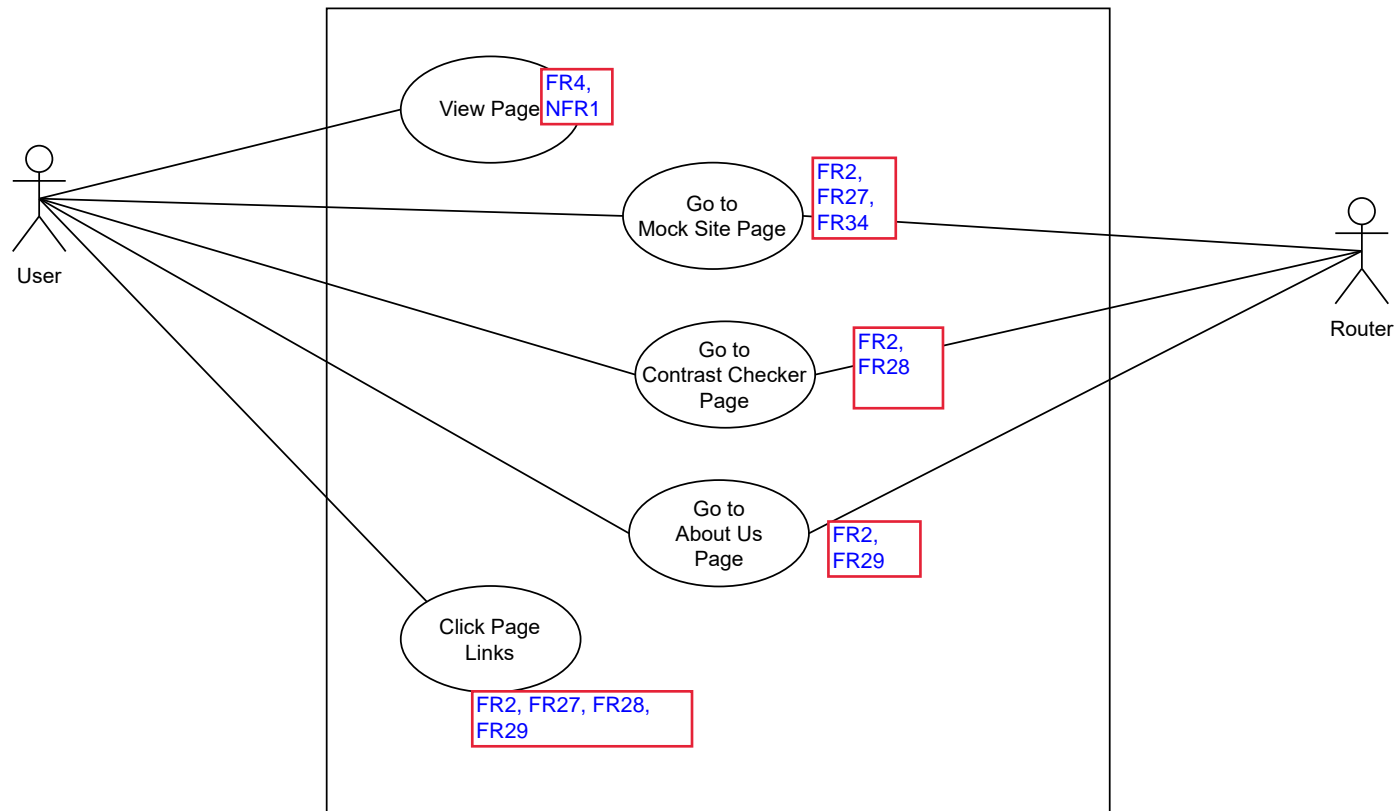 FR4,
View Page
NFR1
FR2,
FR27,
FR34
Go to
Mock Site Page
User
Router
Go to
Contrast Checker
Page
FR2,
FR28
Go to
About Us
Page
FR2,
FR29
Click Page
Links
FR2, FR27, FR28,
FR29